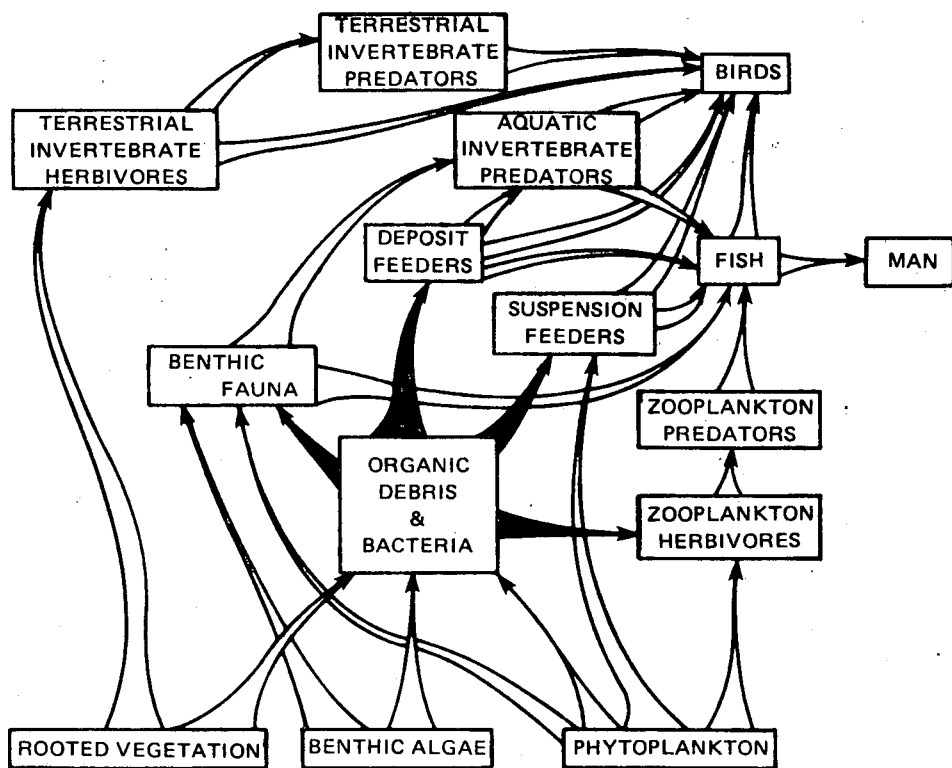 TERRESTRIAL
INVERTEBRATE
PREDATORS
BIRDS
TERRESTRIAL
INVERTEBRATE
HERBIVORES
AQUATIC
INVERTEBRATE
PREDATORS
DEPOSIT
FEEDERS
FISH
MAN
SUSPENSION
FEEDERS
BENTHIC
FAUNA
ZOOPLANKTON
PREDATORS
ORGANIC
DEBRIS
&
BACTERIA
ZOOPLANKTON
HERBIVORES
ROOTED VEGETATION
BENTHIC ALGAE
PHYTOPLANKTON